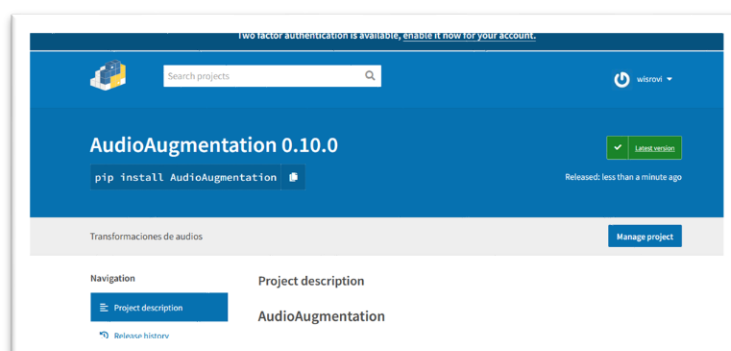 Two factor authentication is available, enable it now for your account.
Search projects
wisrovi
AudioAugmentation 0.10.0
Latest version
pip install AudioAugmentation
Released: less than a minute ago
Transformaciones de audios
Manage project
Navigation
Project description
Project description
AudioAugmentation
Release history